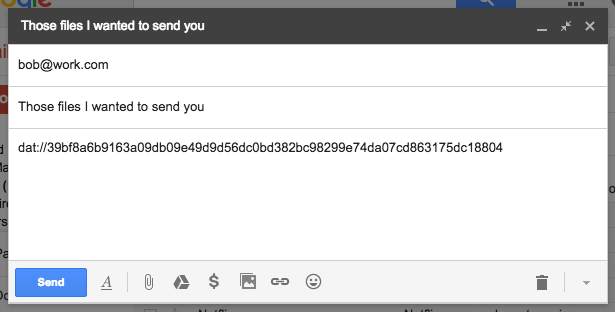 Those files I wanted to send you
bob@work.com
Those files I wanted to send you
dat://39bf8a6b9163a09db09e49d9d56dc0bd382bc98299e74da07cd863175dc18804
Send